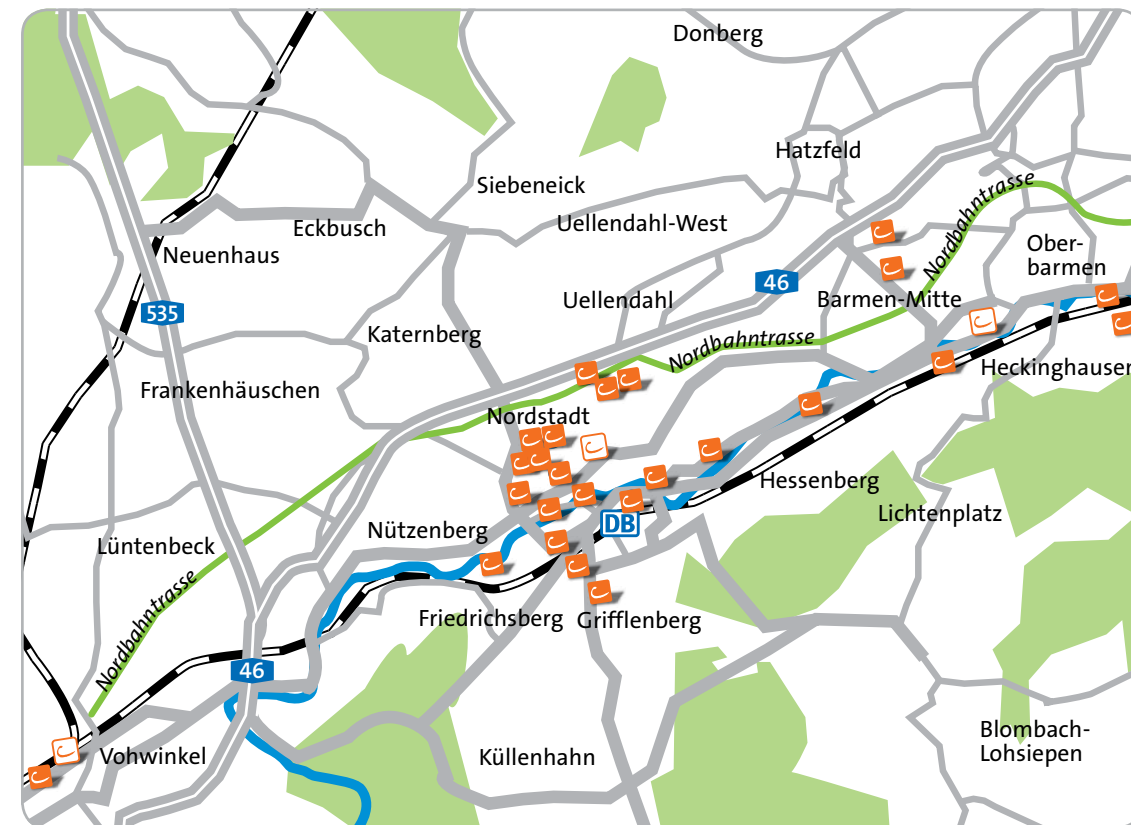 Donberg
Hatzfeld
Siebeneick
Nordbahntrasse
Uellendahl-West
Eckbusch
Ober-
barmen
Neuenhaus
46
Uellendahl
Barmen-Mitte
535
Katernberg
Nordbahntrasse
Heckinghauser
Frankenhäuschen
Nordstadt
Hessenberg
Lichtenplatz
DB
Nützenberg
Lüntenbeck
Nordbahntrasse
Friedrichsberg
Grifflenberg
46
Blombach-
Lohsiepen
Vohwinkel
Küllenhahn